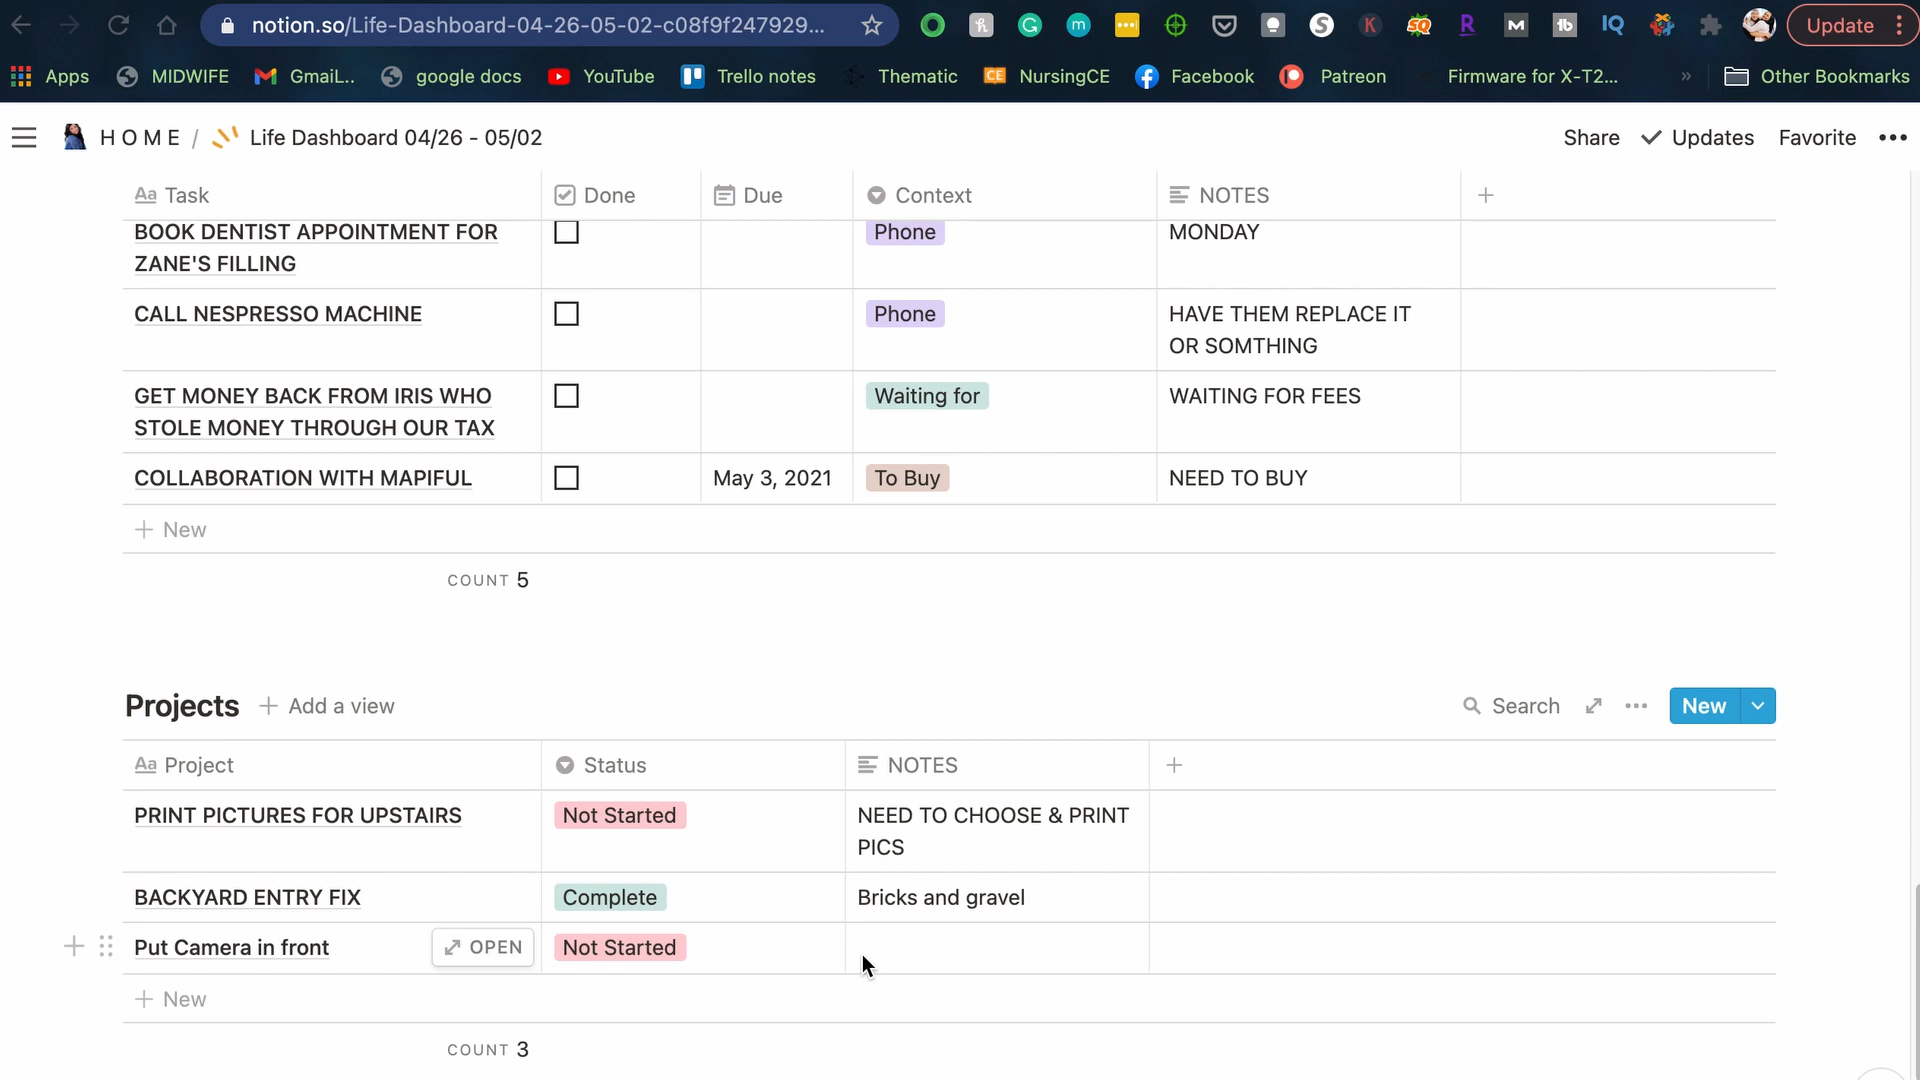 notion.so/Life-Dashboard-04-26-05-02-c08f9f247929...
Update
Apps MIDWIFE GmaiL.. google docs YouTube Trello notes Thematic CE NursingCE Facebook Patreon Firmware for X-T2... » Other Bookmarks
H O M E / Life Dashboard 04/26 - 05/02 Share Updates Favorite
Aa Task Done Due Context NOTES
BOOK DENTIST APPOINTMENT FOR Phone MONDAY
ZANE'S FILLING
CALL NESPRESSO MACHINE Phone HAVE THEM REPLACE IT
OR SOMTHING
GET MONEY BACK FROM IRIS WHO Waiting for WAITING FOR FEES
STOLE MONEY THROUGH OUR TAX
COLLABORATION WITH MAPIFUL May 3, 2021 To Buy NEED TO BUY
+ New
COUNT 5
Projects + Add a view Search New
Aa Project Status NOTES
PRINT PICTURES FOR UPSTAIRS Not Started NEED TO CHOOSE & PRINT
PICS
BACKYARD ENTRY FIX Complete Bricks and gravel
Put Camera in front OPEN Not Started
+ New
COUNT 3